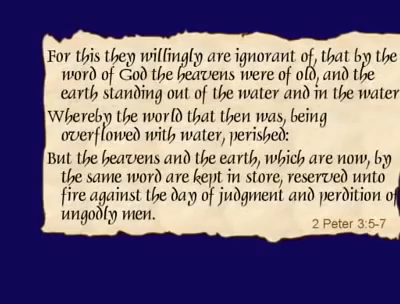 For this they willingly are ignorant of, that by the
word of God the heavens were of old, and the
earth standing out of the water and in the water
Whereby the world that then was, being
overflowed with water, perished:
But the heavens and the earth, which are now, by
the same word are kept in store, reserved unto
fire against the day of judgment and perdition of
ungodly men.
2 Peter 3:5-7